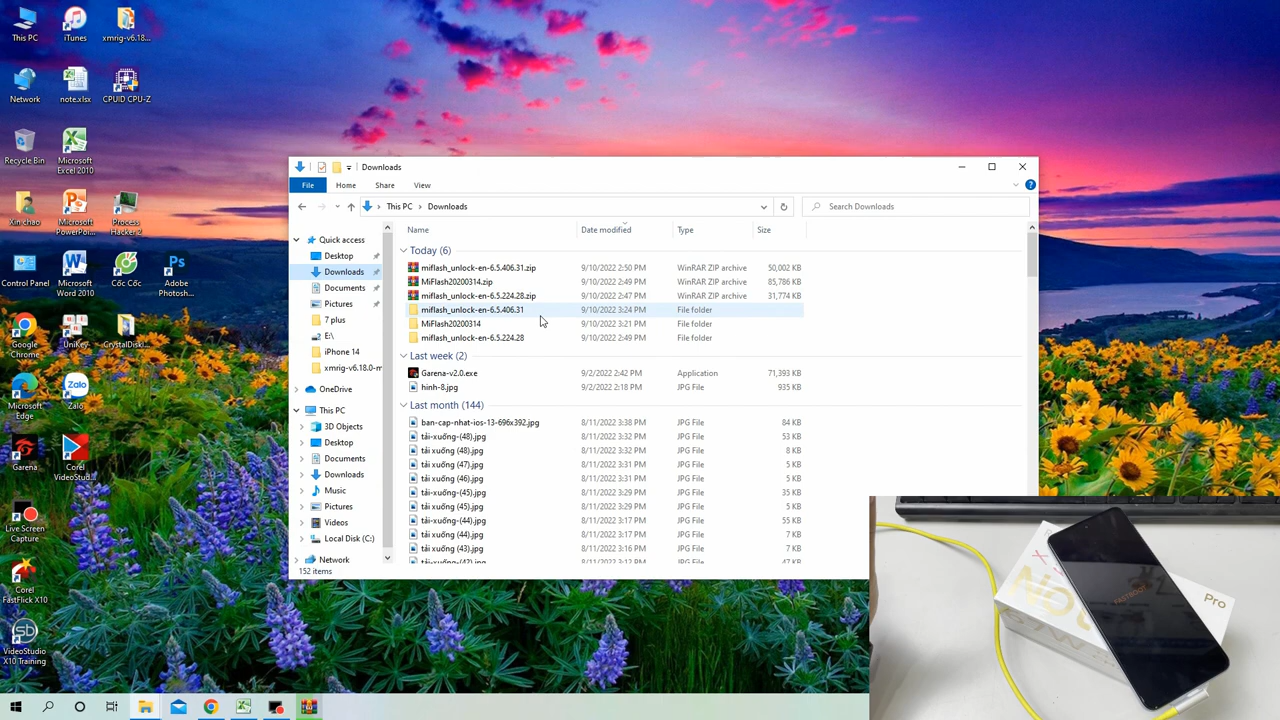 This PC
iTunes
xmrig-v6.18...
Network
note.xlsx
CPUID CPU-Z
Recycle Bin
Microsoft
Excel 2010
Xin chao
Microsoft
PowerPoi...
Process
Hacker 2
Control Panel
Microsoft
Word 2010
Cốc Cốc
Adobe
Photosh...
Google
Chrome
UniKey
CrystalDiskI...
Microsoft
Edge
Zalo
Garena
Corel
VideoStud...
Live Screen
Capture
Corel
FastFlick X10
VideoStudio
X10 Training
Downloads
File Home Share View
This PC Downloads
Search Downloads
Quick access
Desktop
Downloads
Documents
Pictures
7 plus
E:\
iPhone 14
xmrig-v6.18.0-m
OneDrive
This PC
3D Objects
Desktop
Documents
Downloads
Music
Pictures
Videos
Local Disk (C:)
Network
Name Date modified Type Size
Today (6)
miflash_unlock-en-6.5.406.31.zip 9/10/2022 2:50 PM WinRAR ZIP archive 50,002 KB
MiFlash20200314.zip 9/10/2022 2:49 PM WinRAR ZIP archive 85,786 KB
miflash_unlock-en-6.5.224.28.zip 9/10/2022 2:47 PM WinRAR ZIP archive 31,774 KB
miflash_unlock-en-6.5.406.31 9/10/2022 3:24 PM File folder
MiFlash20200314 9/10/2022 3:21 PM File folder
miflash_unlock-en-6.5.224.28 9/10/2022 2:49 PM File folder
Last week (2)
Garena-v2.0.exe 9/2/2022 2:42 PM Application 71,393 KB
hinh-8.jpg 9/2/2022 2:18 PM JPG File 935 KB
Last month (144)
ban-cap-nhat-ios-13-696x392.jpg 8/11/2022 3:38 PM JPG File 84 KB
tải-xuống-(48).jpg 8/11/2022 3:32 PM JPG File 53 KB
tải xuống (48).jpg 8/11/2022 3:32 PM JPG File 8 KB
tải xuống (47).jpg 8/11/2022 3:31 PM JPG File 5 KB
tải xuống (46).jpg 8/11/2022 3:31 PM JPG File 5 KB
tải-xuống-(45).jpg 8/11/2022 3:29 PM JPG File 35 KB
tải xuống (45).jpg 8/11/2022 3:29 PM JPG File 5 KB
tải-xuống-(44).jpg 8/11/2022 3:17 PM JPG File 55 KB
tải xuống (44).jpg 8/11/2022 3:17 PM JPG File 7 KB
tải xuống (43).jpg 8/11/2022 3:16 PM JPG File 7 KB
152 items
FASTBOOT
Pro